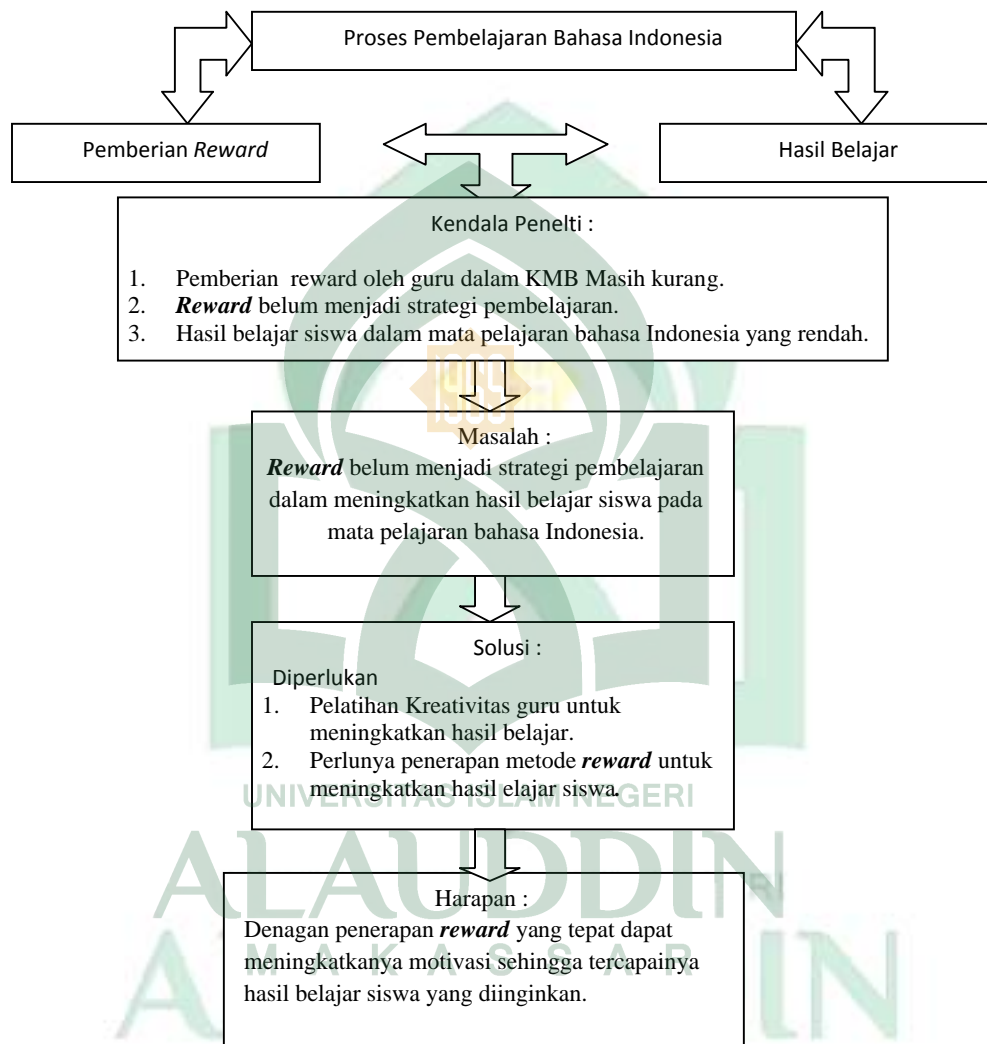 Proses Pembelajaran Bahasa Indonesia
Pemberian Reward
Hasil Belajar
Kendala Penelti :
1. Pemberian reward oleh guru dalam KMB Masih kurang.
2. Reward belum menjadi strategi pembelajaran.
3. Hasil belajar siswa dalam mata pelajaran bahasa Indonesia yang rendah.
Masalah :
Reward belum menjadi strategi pembelajaran
dalam meningkatkan hasil belajar siswa pada
mata pelajaran bahasa Indonesia.
Solusi :
Diperlukan
1. Pelatihan Kreativitas guru untuk
meningkatkan hasil belajar.
2. Perlunya penerapan metode reward untuk
meningkatkan hasil elajar siswa.
UNIVERSITAS ISLAM NEGERI
ALAUDDIN
Harapan :
Denagan penerapan reward yang tepat dapat
meningkatkanya motivasi sehingga tercapainya
hasil belajar siswa yang diinginkan.
MAKASSAR